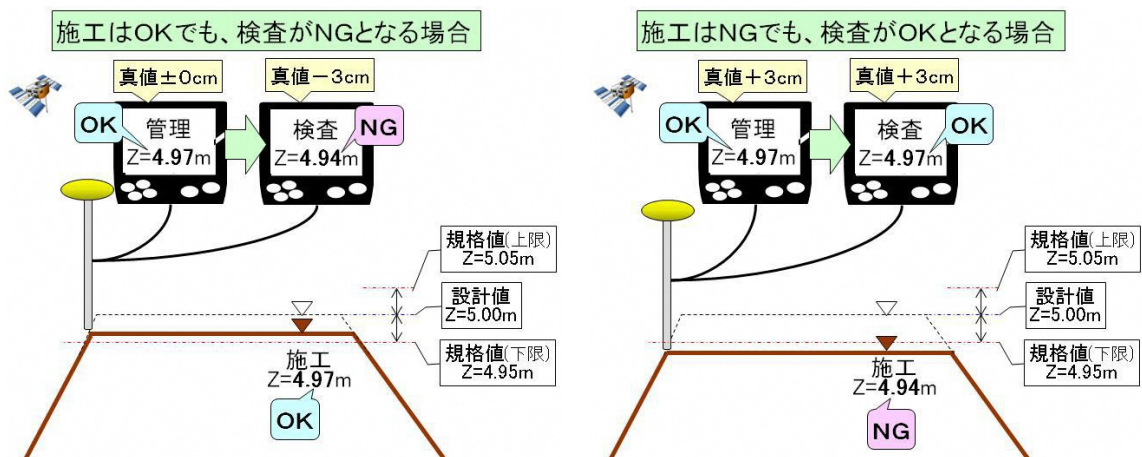 施工はOKでも、検査がNGとなる場合
真値±0cm
真値－3cm
OK
管理
Z=4.97m
検査
Z=4.94m
NG
規格値(上限)
Z=5.05m
設計値
Z=5.00m
規格値(下限)
Z=4.95m
施工
Z=4.97m
OK
施工はNGでも、検査がOKとなる場合
真値＋3cm
真値＋3cm
OK
管理
Z=4.97m
検査
Z=4.97m
OK
規格値(上限)
Z=5.05m
設計値
Z=5.00m
規格値(下限)
Z=4.95m
施工
Z=4.94m
NG